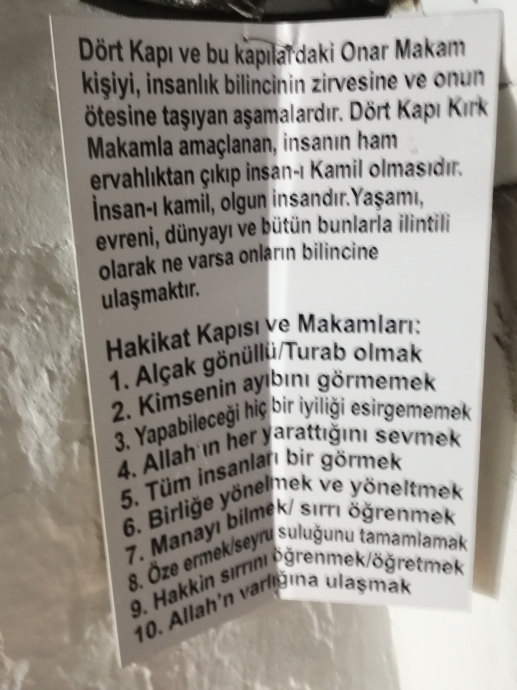 Dört Kapı ve bu kapılardaki Onar Makam
kişiyi, insanlık bilincinin zirvesine ve onun
ötesine taşıyan aşamalardır. Dört Kapı Kırk
Makamla amaçlanan, insanın ham
ervahlıktan çıkıp insan-ı Kamil olmasıdır.
İnsan-ı kamil, olgun insandır.Yaşamı,
evreni, dünyayı ve bütün bunlarla ilintili
olarak ne varsa onların bilincine
ulaşmaktır.
Hakikat Kapısı ve Makamları:
1. Alçak gönüllü/Turab olmak
2. Kimsenin ayıbını görmemek
3. Yapabileceği hiç bir iyiliği esirgememek
4. Allah'ın her yarattığını sevmek
5. Tüm insanları bir görmek
6. Birliğe yönelmek ve yöneltmek
7. Manayı bilmek/ sırrı öğrenmek
8. Öze ermek/seyru suluğunu tamamlamak
9. Hakkin sırrını öğrenmek/öğretmek
10. Allah'n varlığına ulaşmak